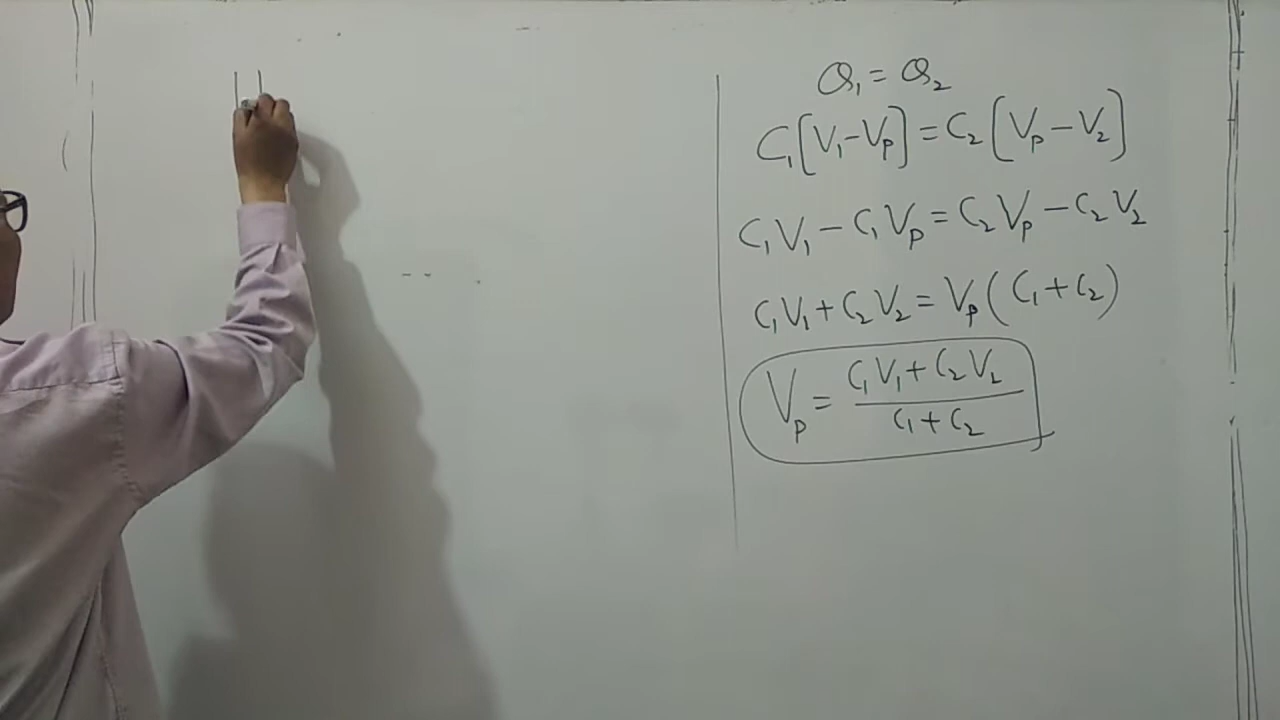 Q₁ = Q₂
C₁[V₁-Vₚ] = C₂[Vₚ-V₂]
C₁V₁ - C₁Vₚ = C₂Vₚ - C₂V₂
C₁V₁ + C₂V₂ = Vₚ(C₁+C₂)
Vₚ = (C₁V₁ + C₂V₂)/(C₁+C₂)